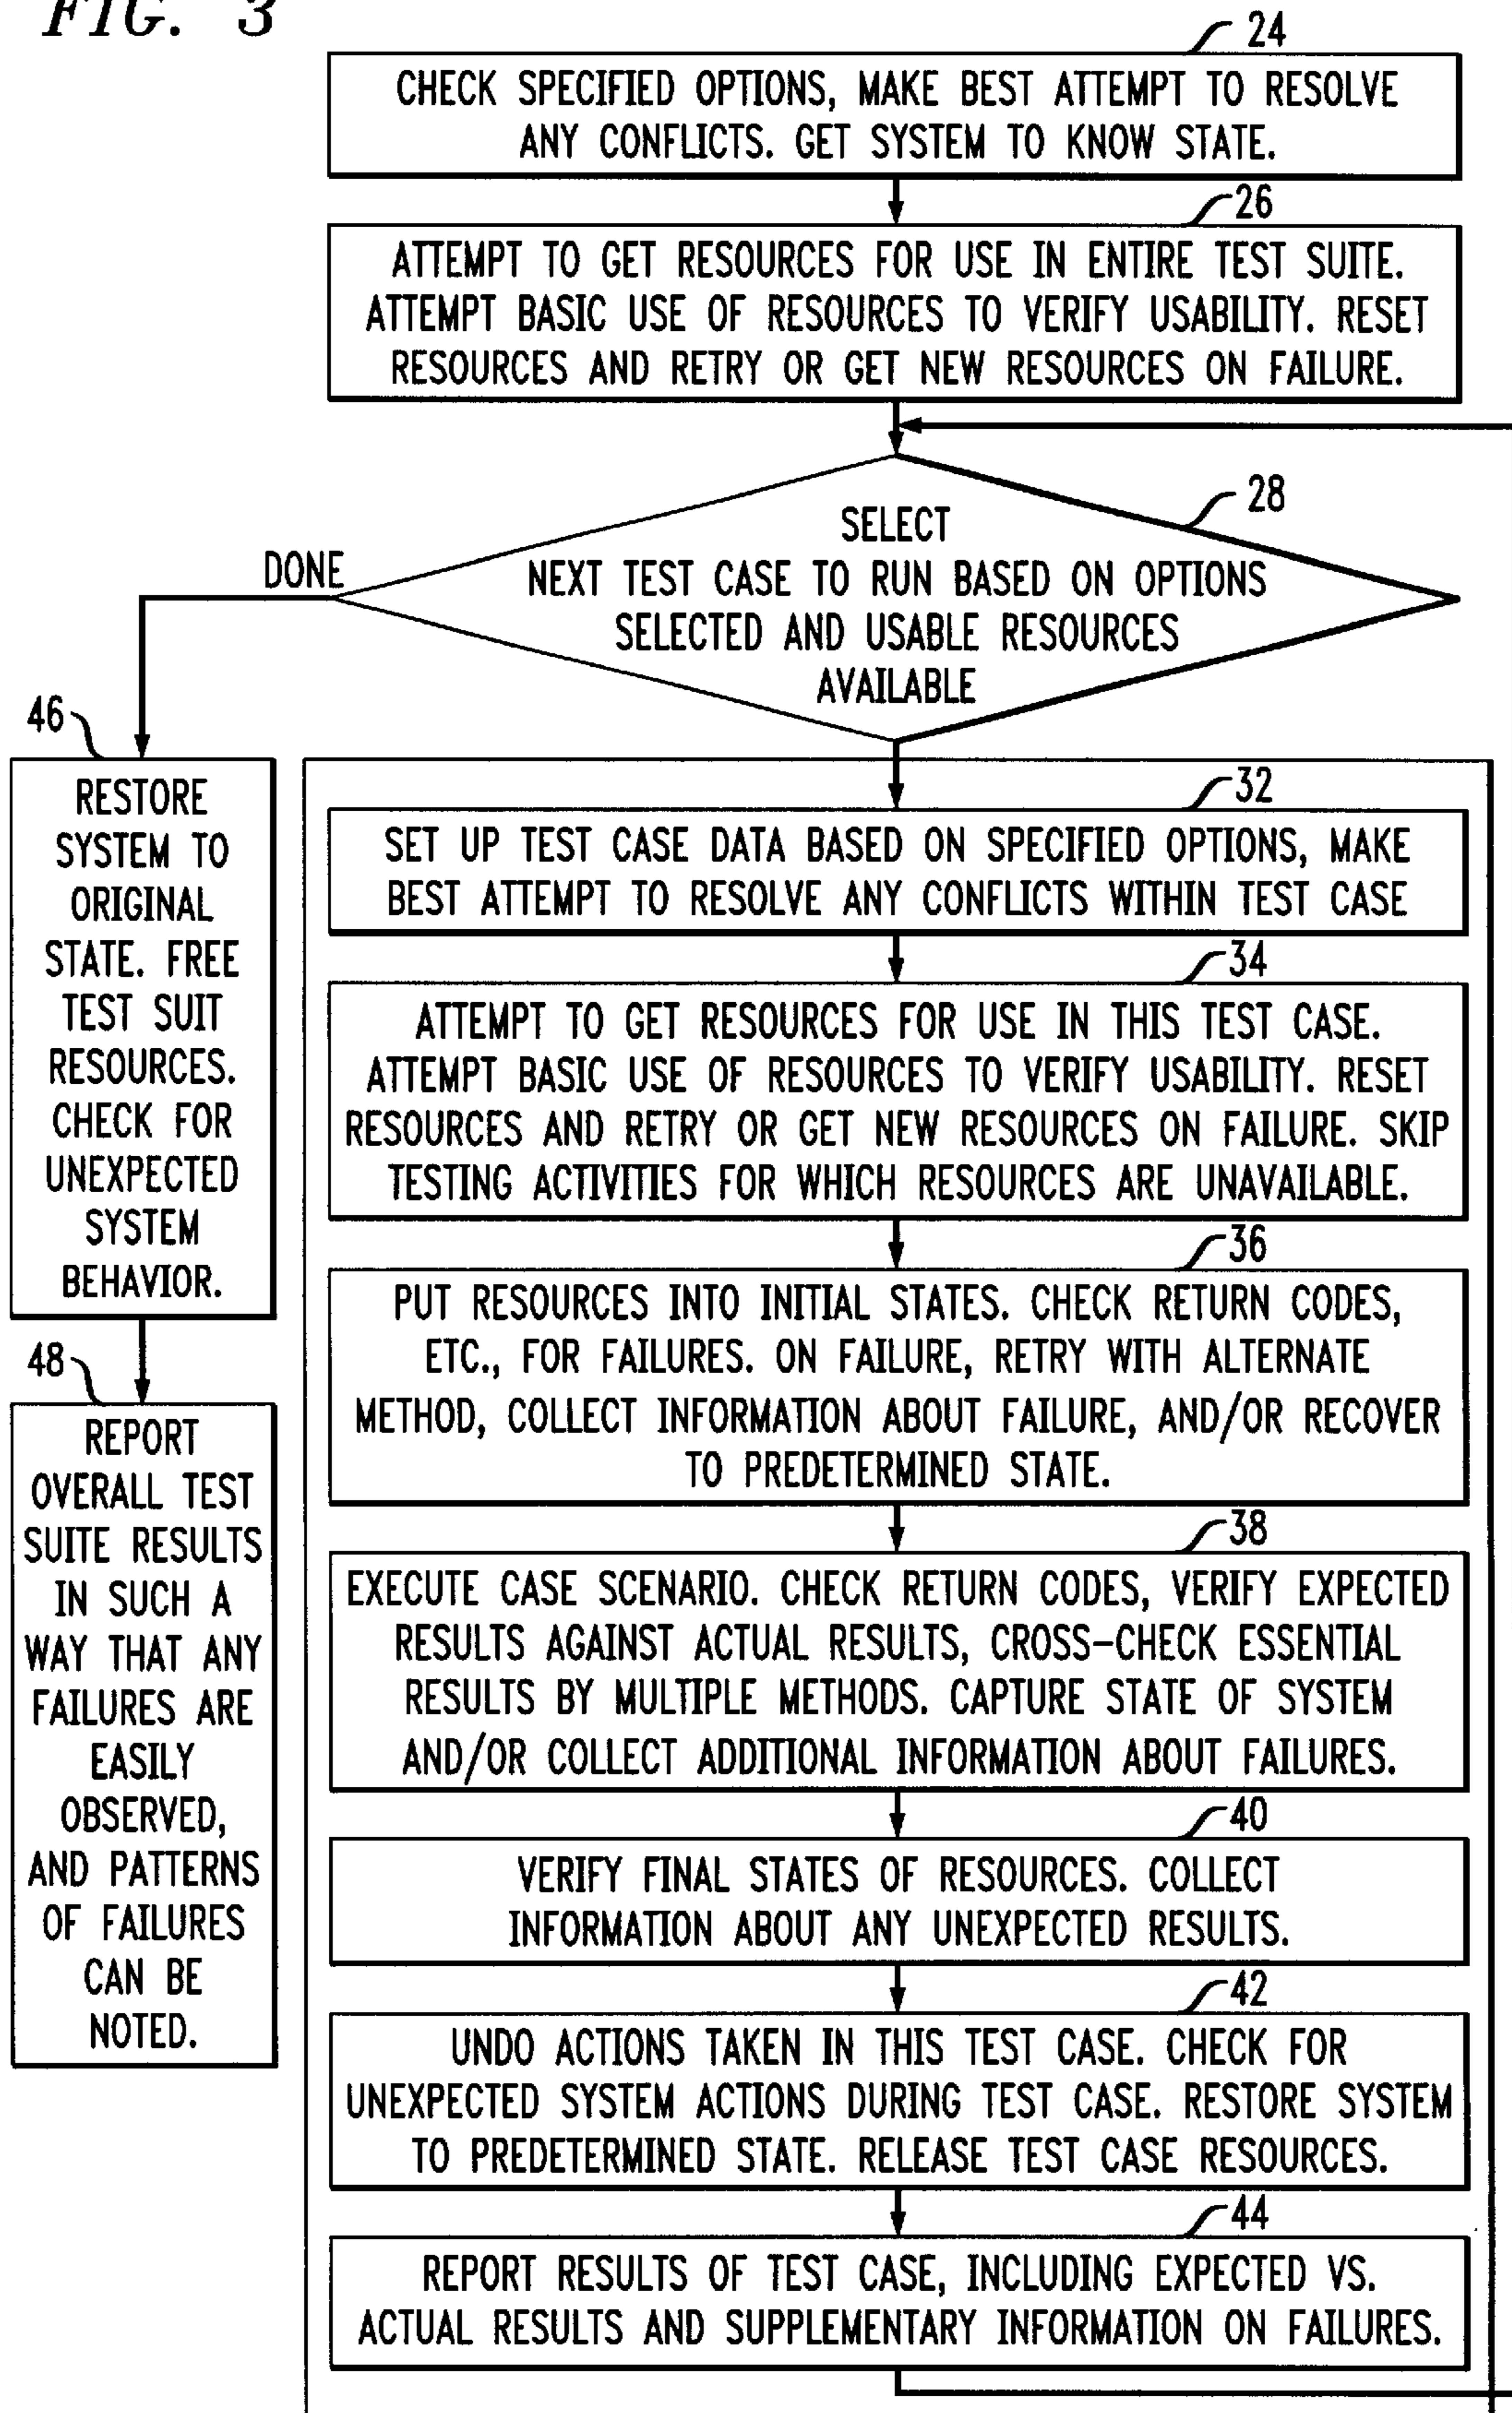 FIG. 3
24
CHECK SPECIFIED OPTIONS, MAKE BEST ATTEMPT TO RESOLVE
ANY CONFLICTS. GET SYSTEM TO KNOW STATE.
26
ATTEMPT TO GET RESOURCES FOR USE IN ENTIRE TEST SUITE.
ATTEMPT BASIC USE OF RESOURCES TO VERIFY USABILITY. RESET
RESOURCES AND RETRY OR GET NEW RESOURCES ON FAILURE.
28
SELECT
NEXT TEST CASE TO RUN BASED ON OPTIONS
SELECTED AND USABLE RESOURCES
AVAILABLE
DONE
46
RESTORE
SYSTEM TO
ORIGINAL
STATE. FREE
TEST SUIT
RESOURCES.
CHECK FOR
UNEXPECTED
SYSTEM
BEHAVIOR.
48
REPORT
OVERALL TEST
SUITE RESULTS
IN SUCH A
WAY THAT ANY
FAILURES ARE
EASILY
OBSERVED,
AND PATTERNS
OF FAILURES
CAN BE
NOTED.
32
SET UP TEST CASE DATA BASED ON SPECIFIED OPTIONS, MAKE
BEST ATTEMPT TO RESOLVE ANY CONFLICTS WITHIN TEST CASE
34
ATTEMPT TO GET RESOURCES FOR USE IN THIS TEST CASE.
ATTEMPT BASIC USE OF RESOURCES TO VERIFY USABILITY. RESET
RESOURCES AND RETRY OR GET NEW RESOURCES ON FAILURE. SKIP
TESTING ACTIVITIES FOR WHICH RESOURCES ARE UNAVAILABLE.
36
PUT RESOURCES INTO INITIAL STATES. CHECK RETURN CODES,
ETC., FOR FAILURES. ON FAILURE, RETRY WITH ALTERNATE
METHOD, COLLECT INFORMATION ABOUT FAILURE, AND/OR RECOVER
TO PREDETERMINED STATE.
38
EXECUTE CASE SCENARIO. CHECK RETURN CODES, VERIFY EXPECTED
RESULTS AGAINST ACTUAL RESULTS, CROSS-CHECK ESSENTIAL
RESULTS BY MULTIPLE METHODS. CAPTURE STATE OF SYSTEM
AND/OR COLLECT ADDITIONAL INFORMATION ABOUT FAILURES.
40
VERIFY FINAL STATES OF RESOURCES. COLLECT
INFORMATION ABOUT ANY UNEXPECTED RESULTS.
42
UNDO ACTIONS TAKEN IN THIS TEST CASE. CHECK FOR
UNEXPECTED SYSTEM ACTIONS DURING TEST CASE. RESTORE SYSTEM
TO PREDETERMINED STATE. RELEASE TEST CASE RESOURCES.
44
REPORT RESULTS OF TEST CASE, INCLUDING EXPECTED VS.
ACTUAL RESULTS AND SUPPLEMENTARY INFORMATION ON FAILURES.